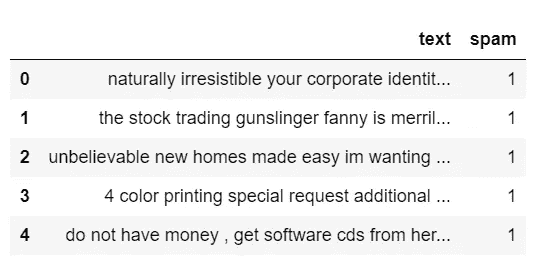 text spam
0 naturally irresistible your corporate identit... 1
1 the stock trading gunslinger fanny is merril... 1
2 unbelievable new homes made easy im wanting ... 1
3 4 color printing special request additional ... 1
4 do not have money , get software cds from her... 1